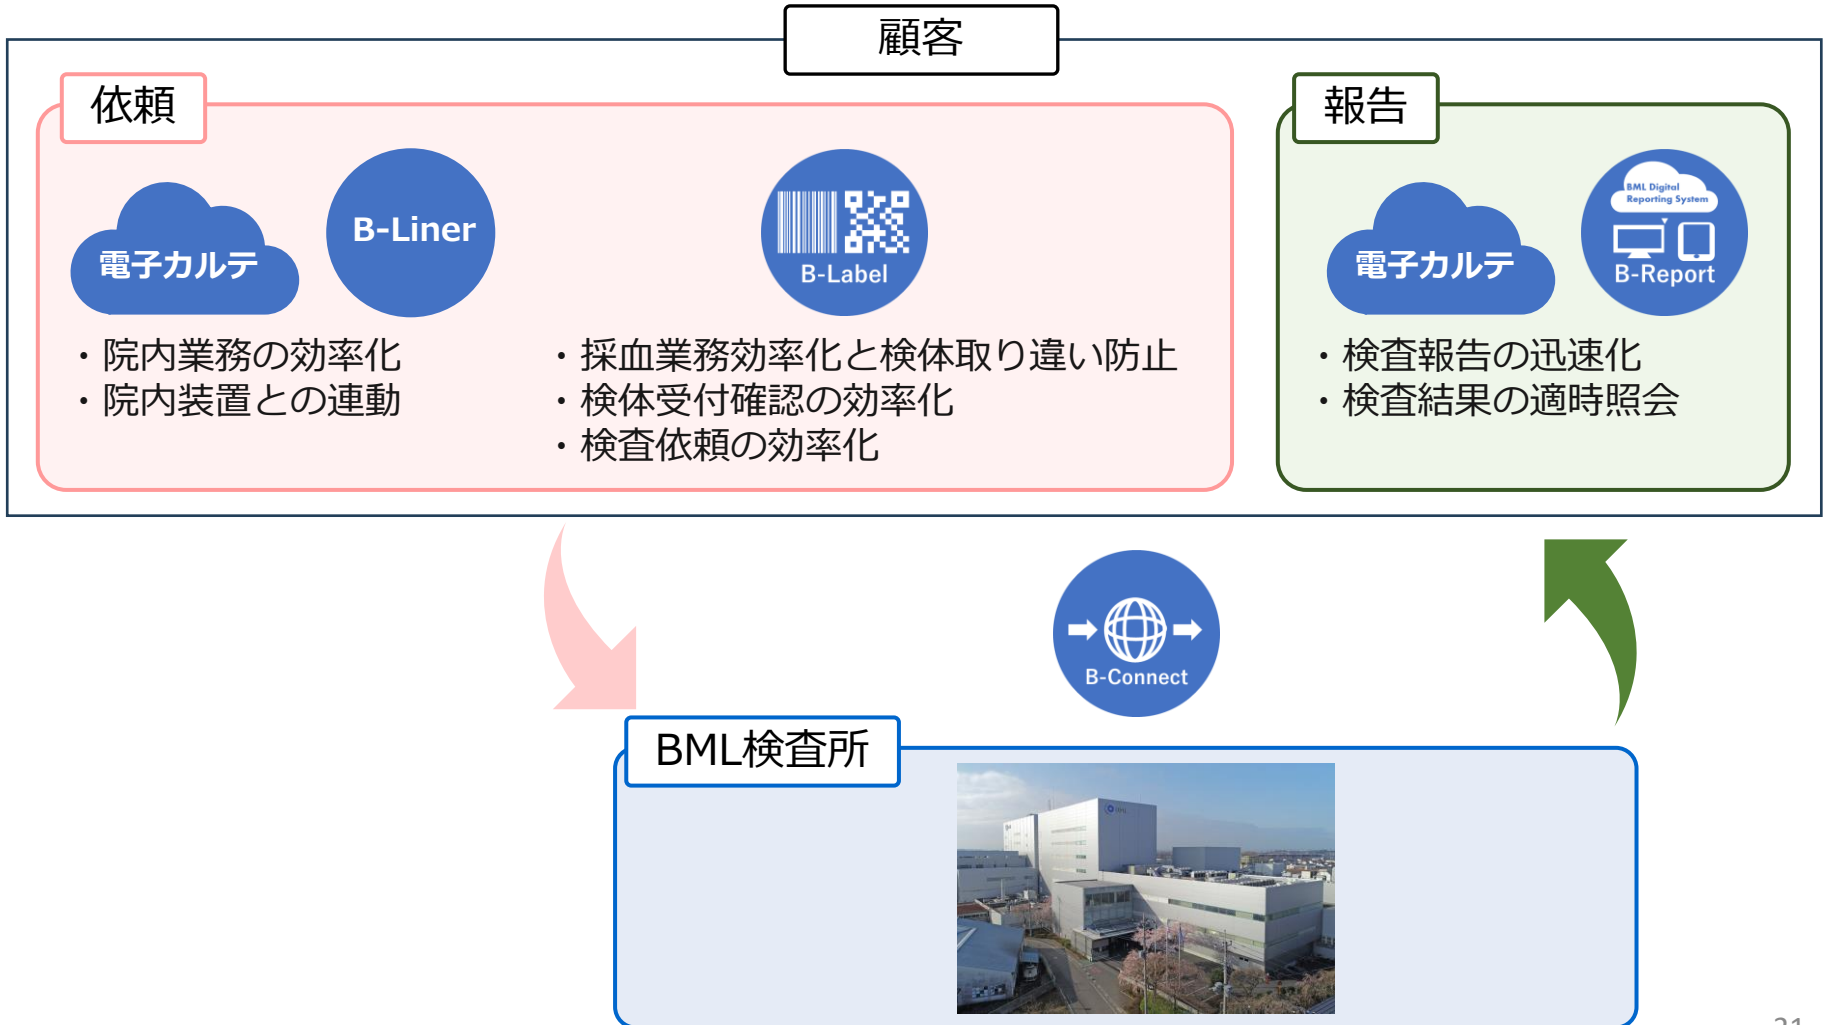 顧客
依頼
電子カルテ
B-Liner
B-Label
・院内業務の効率化
・院内装置との連動
・採血業務効率化と検体取り違い防止
・検体受付確認の効率化
・検査依頼の効率化
報告
電子カルテ
BML Digital
Reporting System
B-Report
・検査報告の迅速化
・検査結果の適時照会
B-Connect
BML検査所